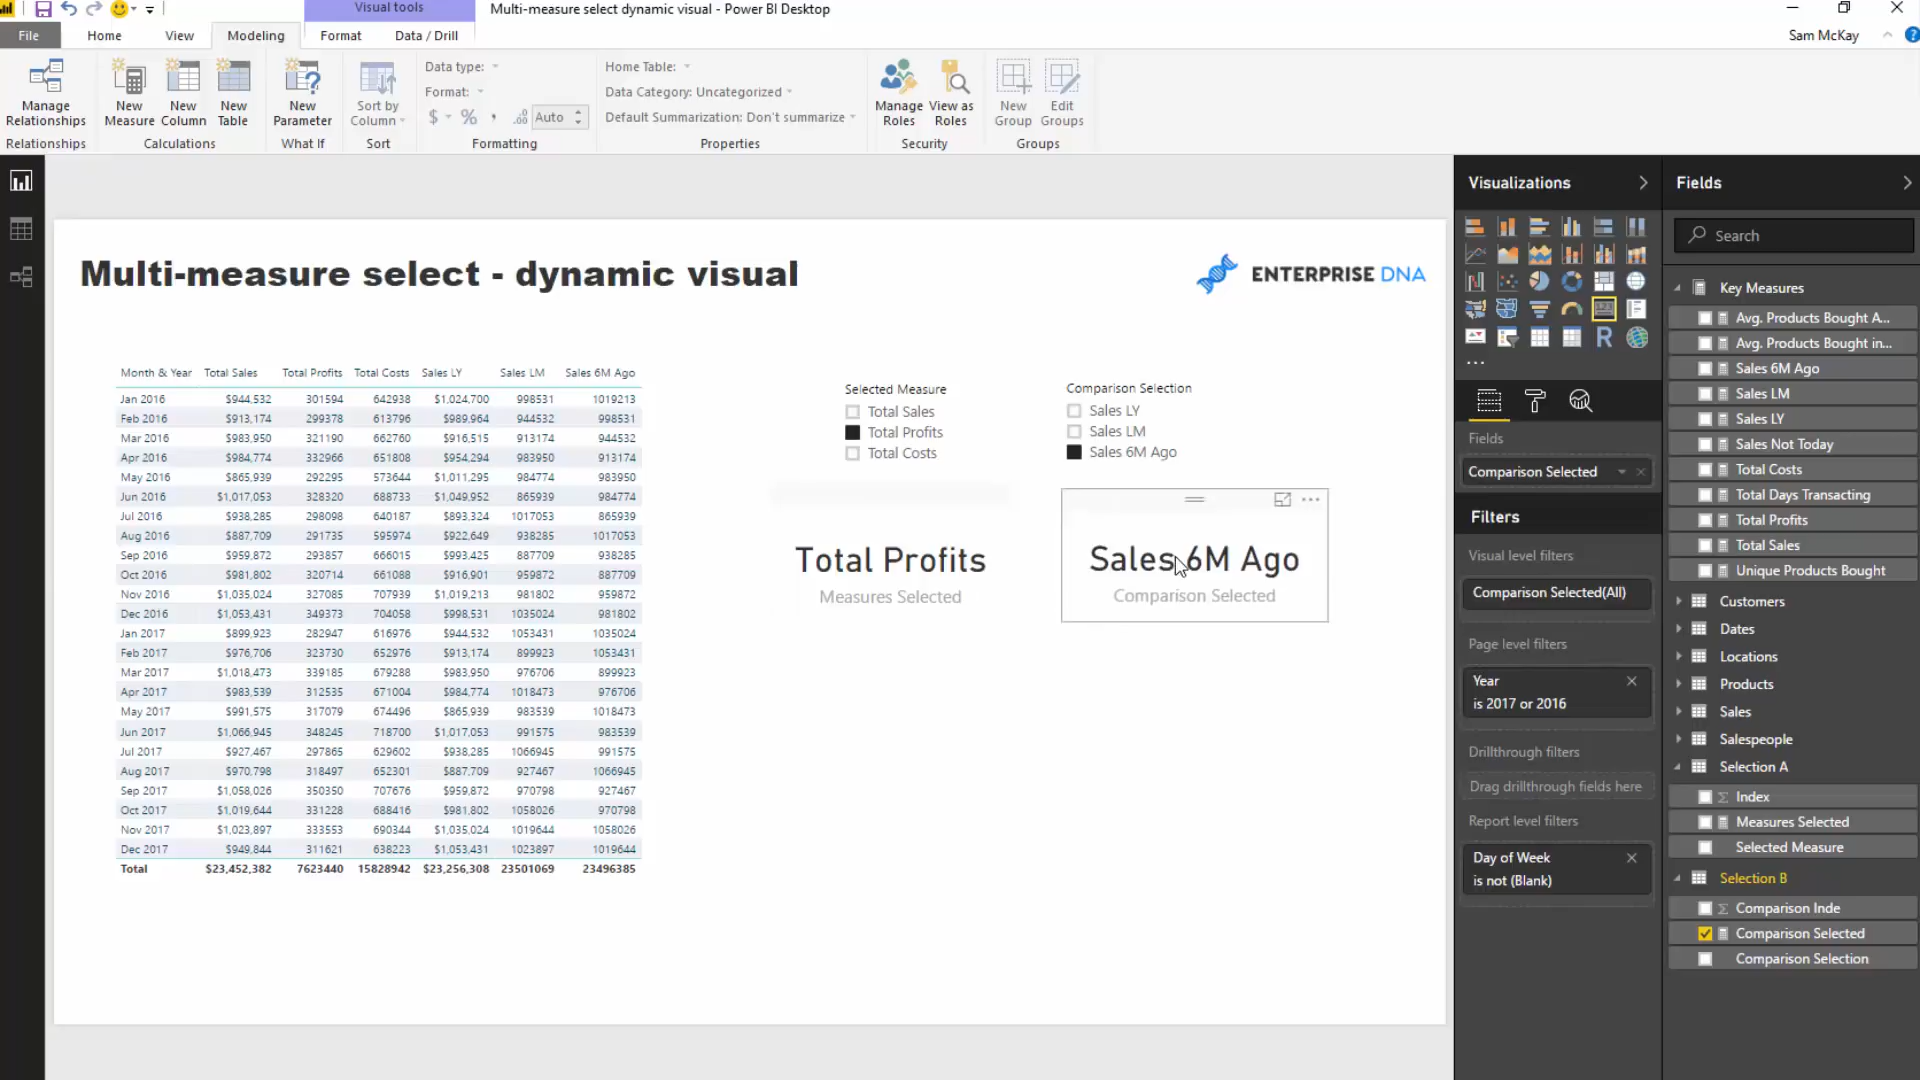 Visual tools
Multi-measure select dynamic visual - Power BI Desktop
File
Home
View
Modeling
Format
Data / Drill
Sam McKay
Manage Relationships
New Measure
New Column
New Table
New Parameter
Sort by Column
Data type:
Format:
$ % , .00 Auto
Home Table:
Data Category: Uncategorized
Default Summarization: Don't summarize
Manage Roles
View as Roles
New Group
Edit Groups
Relationships
Calculations
What If
Sort
Formatting
Properties
Security
Groups
Multi-measure select - dynamic visual
ENTERPRISE DNA
Month & Year Total Sales Total Profits Total Costs Sales LY Sales LM Sales 6M Ago
Jan 2016 $944,532 301594 642938 $1,024,700 998531 1019213
Feb 2016 $913,174 299378 613796 $989,964 944532 998531
Mar 2016 $983,950 321190 662760 $916,515 913174 944532
Apr 2016 $984,774 332966 651808 $954,294 983950 913174
May 2016 $865,939 292295 573644 $1,011,295 984774 983950
Jun 2016 $1,017,053 328320 688733 $1,049,952 865939 984774
Jul 2016 $938,285 298098 640187 $893,324 1017053 865939
Aug 2016 $887,709 291735 595974 $922,649 938285 1017053
Sep 2016 $959,872 293857 666015 $993,425 887709 938285
Oct 2016 $981,802 320714 661088 $916,901 959872 887709
Nov 2016 $1,035,024 327085 707939 $1,019,213 981802 959872
Dec 2016 $1,053,431 349373 704058 $998,531 1035024 981802
Jan 2017 $899,923 282947 616976 $944,532 1053431 1035024
Feb 2017 $976,706 323730 652976 $913,174 899923 1053431
Mar 2017 $1,018,473 339185 679288 $983,950 976706 899923
Apr 2017 $983,539 312535 671004 $984,774 1018473 976706
May 2017 $991,575 317079 674496 $865,939 983539 1018473
Jun 2017 $1,066,945 348245 718700 $1,017,053 991575 983539
Jul 2017 $927,467 297865 629602 $938,285 1066945 991575
Aug 2017 $970,798 318497 652301 $887,709 927467 1066945
Sep 2017 $1,058,026 350350 707676 $959,872 970798 927467
Oct 2017 $1,019,644 331228 688416 $981,802 1058026 970798
Nov 2017 $1,023,897 333553 690344 $1,035,024 1019644 1058026
Dec 2017 $949,844 311621 638223 $1,053,431 1023897 1019644
Total $23,452,382 7623440 15828942 $23,256,308 23501069 23496385
Selected Measure
Total Sales
Total Profits
Total Costs
Comparison Selection
Sales LY
Sales LM
Sales 6M Ago
Total Profits
Measures Selected
Sales 6M Ago
Comparison Selected
Visualizations
R
Fields
Comparison Selected
Filters
Visual level filters
Comparison Selected(All)
Page level filters
Year
is 2017 or 2016
Drillthrough filters
Drag drillthrough fields here
Report level filters
Day of Week
is not (Blank)
Fields
Search
Key Measures
Avg. Products Bought A...
Avg. Products Bought in...
Sales 6M Ago
Sales LM
Sales LY
Sales Not Today
Total Costs
Total Days Transacting
Total Profits
Total Sales
Unique Products Bought
Customers
Dates
Locations
Products
Sales
Salespeople
Selection A
Σ Index
Measures Selected
Selected Measure
Selection B
Σ Comparison Inde
Comparison Selected
Comparison Selection